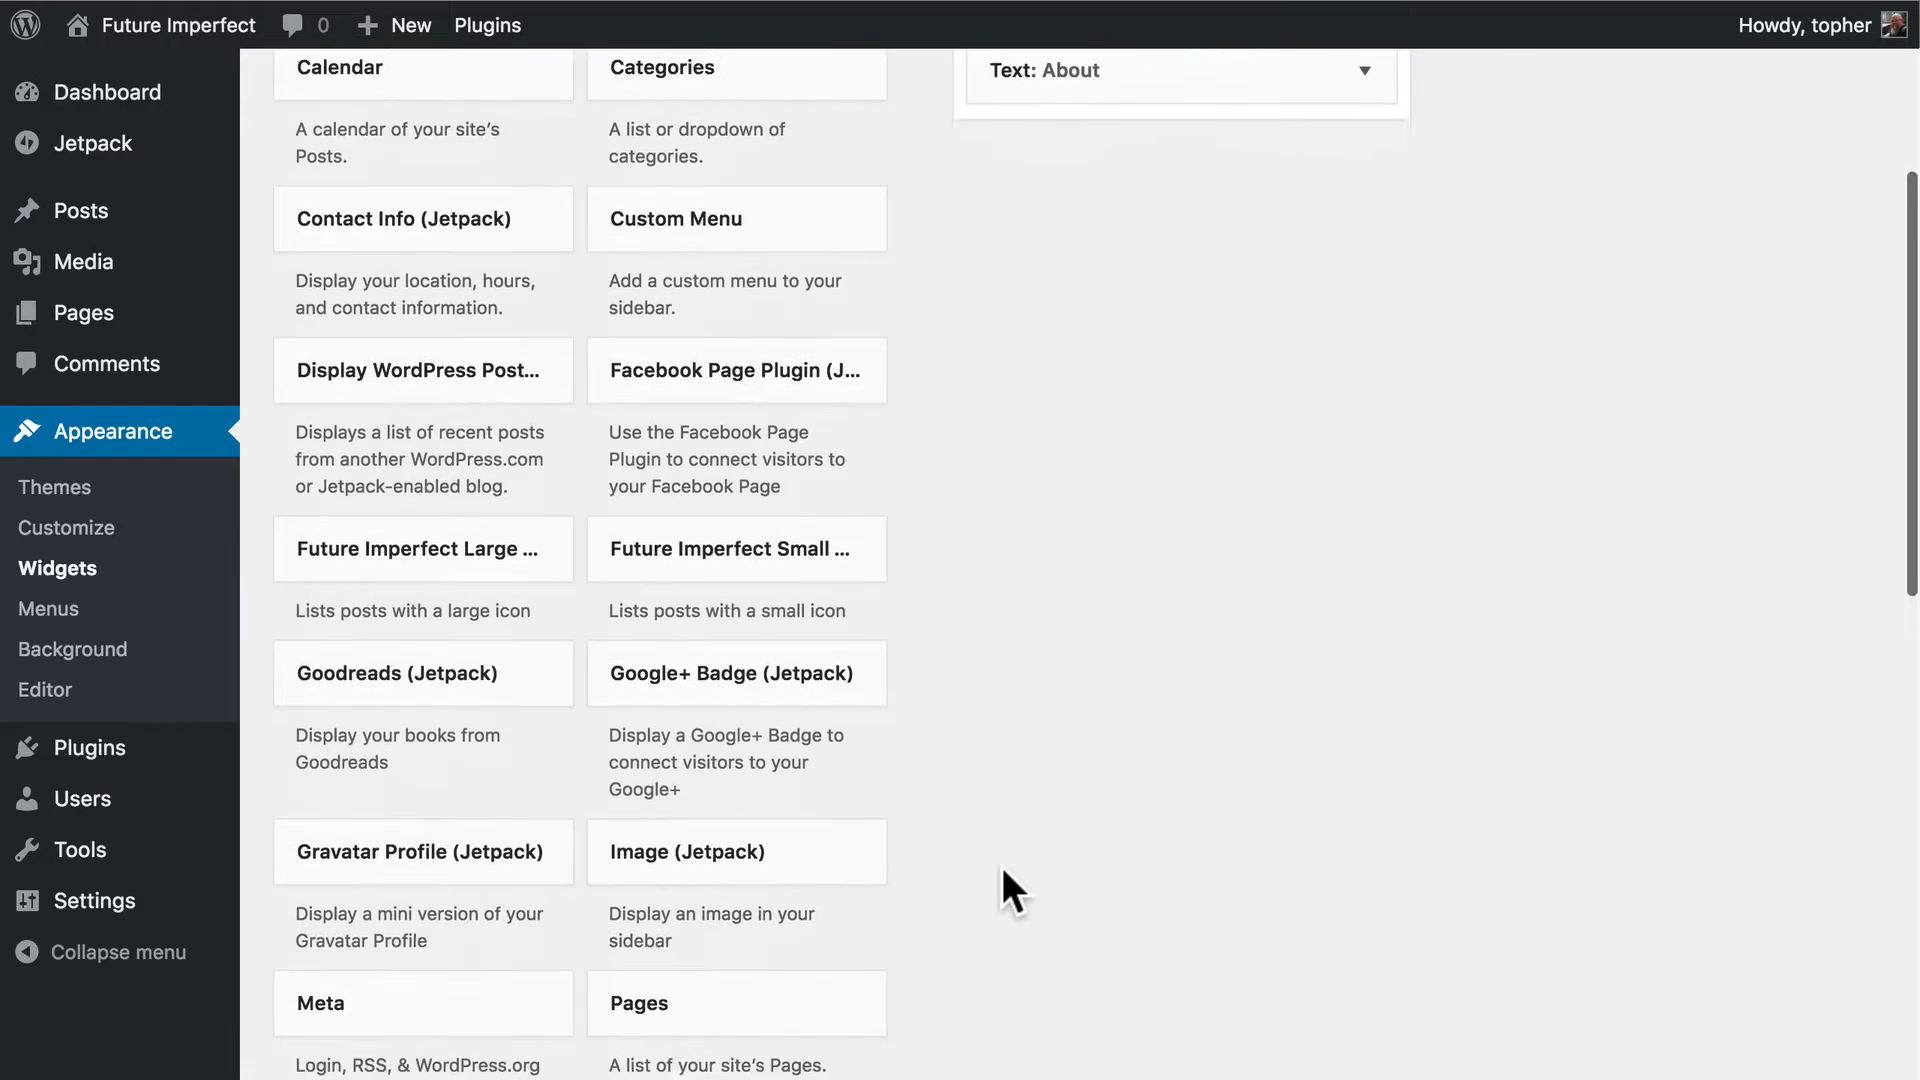 Future Imperfect 0 New Plugins Howdy, topher
Dashboard
Jetpack
Posts
Media
Pages
Comments
Appearance
Themes
Customize
Widgets
Menus
Background
Editor
Plugins
Users
Tools
Settings
Collapse menu
Calendar
A calendar of your site's
Posts.
Categories
A list or dropdown of
categories.
Contact Info (Jetpack)
Display your location, hours,
and contact information.
Custom Menu
Add a custom menu to your
sidebar.
Display WordPress Post...
Displays a list of recent posts
from another WordPress.com
or Jetpack-enabled blog.
Facebook Page Plugin (J...
Use the Facebook Page
Plugin to connect visitors to
your Facebook Page
Future Imperfect Large ...
Lists posts with a large icon
Future Imperfect Small ...
Lists posts with a small icon
Goodreads (Jetpack)
Display your books from
Goodreads
Google+ Badge (Jetpack)
Display a Google+ Badge to
connect visitors to your
Google+
Gravatar Profile (Jetpack)
Display a mini version of your
Gravatar Profile
Image (Jetpack)
Display an image in your
sidebar
Meta
Login, RSS, & WordPress.org
Pages
A list of your site's Pages.
Text: About